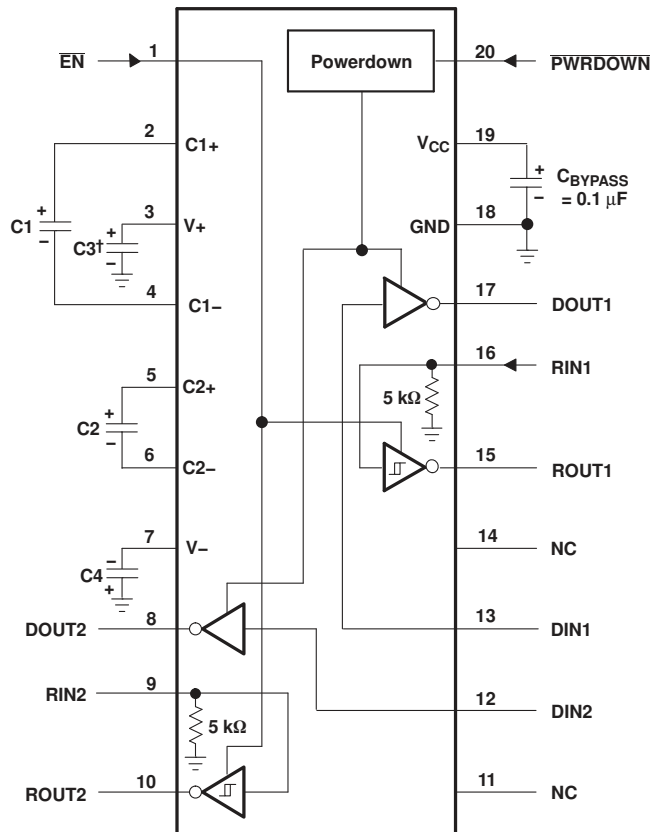 EN 1 Powerdown 20 PWRDOWN
2 C1+ VCC 19
C1 + − 3 V+ + − CBYPASS = 0.1 μF
C3† + − GND 18
4 C1− 17 DOUT1
16 RIN1
5 C2+ 5 kΩ
C2 + −
6 C2− 15 ROUT1
7 V− 14 NC
C4 − +
DOUT2 8 13 DIN1
RIN2 9 12 DIN2
5 kΩ
ROUT2 10 11 NC